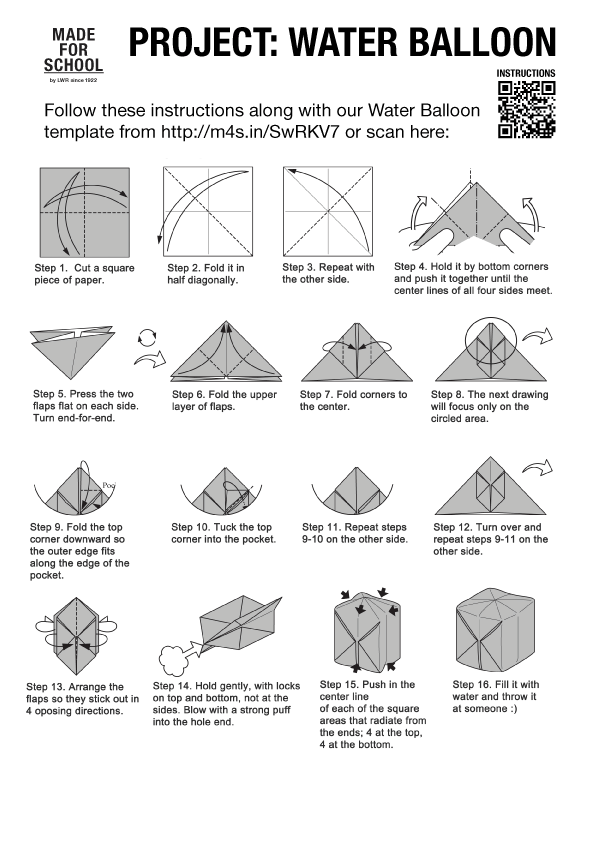 MADE
FOR
SCHOOL
by LWR since 1922
PROJECT: WATER BALLOON
INSTRUCTIONS
Follow these instructions along with our Water Balloon
template from http://m4s.in/SwRKV7 or scan here:
Step 1. Cut a square
piece of paper.
Step 2. Fold it in
half diagonally.
Step 3. Repeat with
the other side.
Step 4. Hold it by bottom corners
and push it together until the
center lines of all four sides meet.
Step 5. Press the two
flaps flat on each side.
Turn end-for-end.
Step 6. Fold the upper
layer of flaps.
Step 7. Fold corners to
the center.
Step 8. The next drawing
will focus only on the
circled area.
Poc
Step 9. Fold the top
corner downward so
the outer edge fits
along the edge of the
pocket.
Step 10. Tuck the top
corner into the pocket.
Step 11. Repeat steps
9-10 on the other side.
Step 12. Turn over and
repeat steps 9-11 on the
other side.
Step 13. Arrange the
flaps so they stick out in
4 oposing directions.
Step 14. Hold gently, with locks
on top and bottom, not at the
sides. Blow with a strong puff
into the hole end.
Step 15. Push in the
center line
of each of the square
areas that radiate from
the ends; 4 at the top,
4 at the bottom.
Step 16. Fill it with
water and throw it
at someone :)